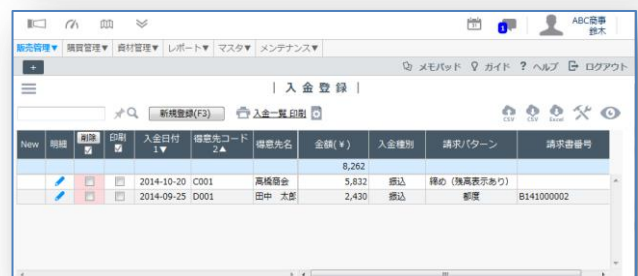 ABC商事
1 鈴木
販売管理▼ 購買管理▼ 資材管理▼ レポート▼ マスタ▼ メンテナンス▼
+ メモパッド ガイド ? ヘルプ ログアウト
| 入 金 登 録 |
新規登録(F3) 入金一覧 印刷 CSV CSV Excel
New 明細 削除 印刷 入金日付 1▼ 得意先コード 2▲ 得意先名 金額(¥) 入金種別 請求パターン 請求書番号
8,262
2014-10-20 C001 高橋商会 5,832 振込 締め（残高表示あり）
2014-09-25 D001 田中 太郎 2,430 振込 都度 B141000002